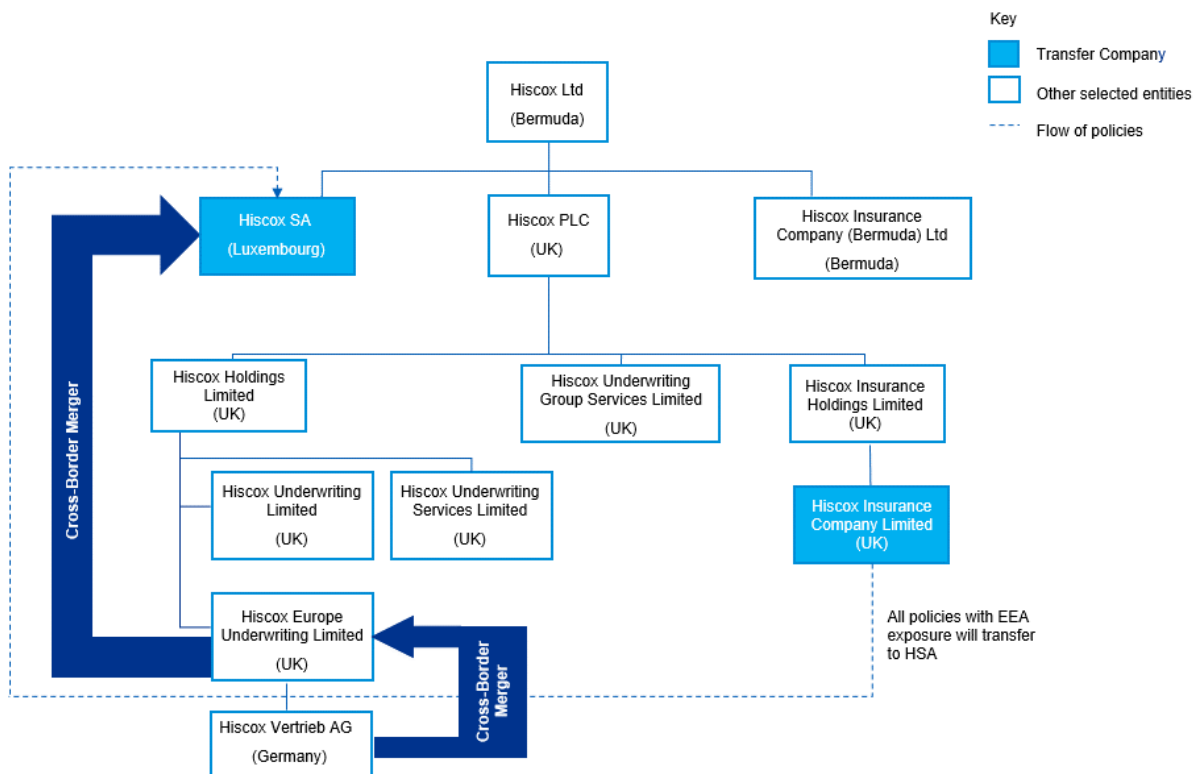 Key
Transfer Company
Other selected entities
Flow of policies
Hiscox Ltd
(Bermuda)
Hiscox SA
(Luxembourg)
Hiscox PLC
(UK)
Hiscox Insurance
Company (Bermuda) Ltd
(Bermuda)
Cross-Border Merger
Hiscox Holdings
Limited
(UK)
Hiscox Underwriting
Group Services Limited
(UK)
Hiscox Insurance
Holdings Limited
(UK)
Hiscox Underwriting
Limited
(UK)
Hiscox Underwriting
Services Limited
(UK)
Hiscox Insurance
Company Limited
(UK)
Hiscox Europe
Underwriting Limited
(UK)
All policies with EEA
exposure will transfer
to HSA
Cross-Border
Merger
Hiscox Vertrieb AG
(Germany)